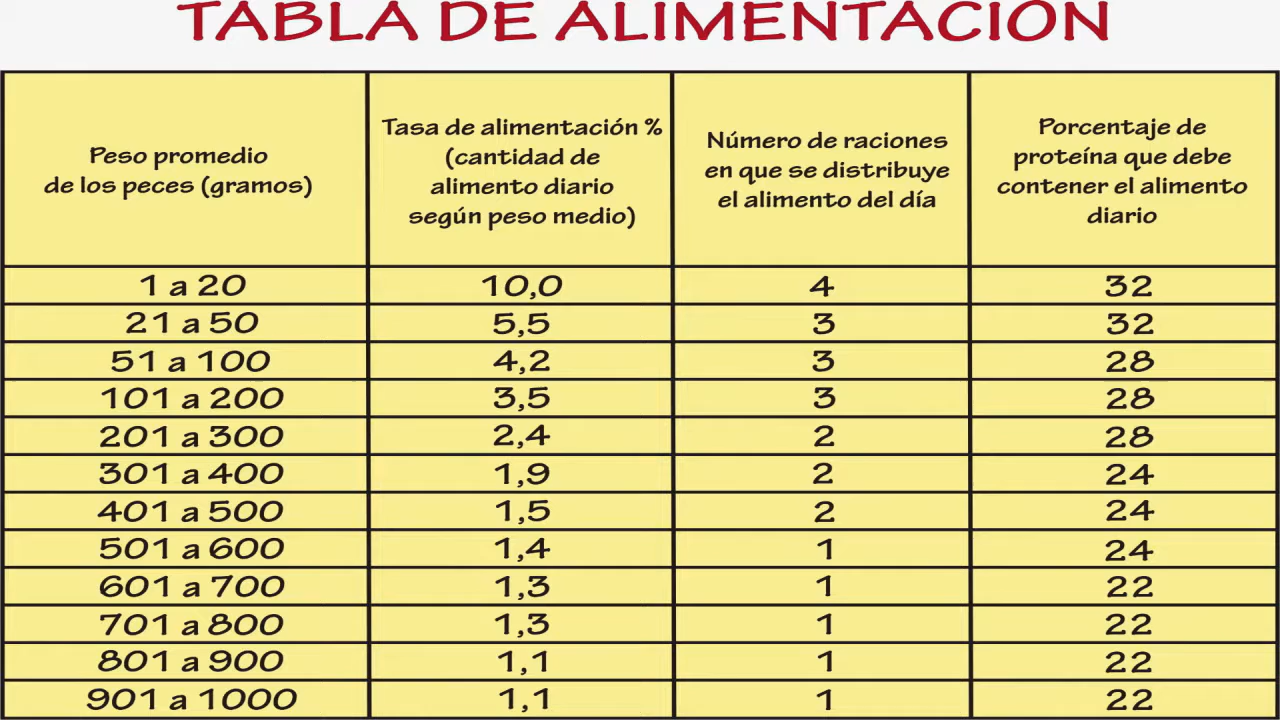 TABLA DE ALIMENTACIÓN
Peso promedio
de los peces (gramos)
Tasa de alimentación %
(cantidad de
alimento diario
según peso medio)
Número de raciones
en que se distribuye
el alimento del día
Porcentaje de
proteína que debe
contener el alimento
diario
1 a 20 10,0 4 32
21 a 50 5,5 3 32
51 a 100 4,2 3 28
101 a 200 3,5 3 28
201 a 300 2,4 2 28
301 a 400 1,9 2 24
401 a 500 1,5 2 24
501 a 600 1,4 1 24
601 a 700 1,3 1 22
701 a 800 1,3 1 22
801 a 900 1,1 1 22
901 a 1000 1,1 1 22